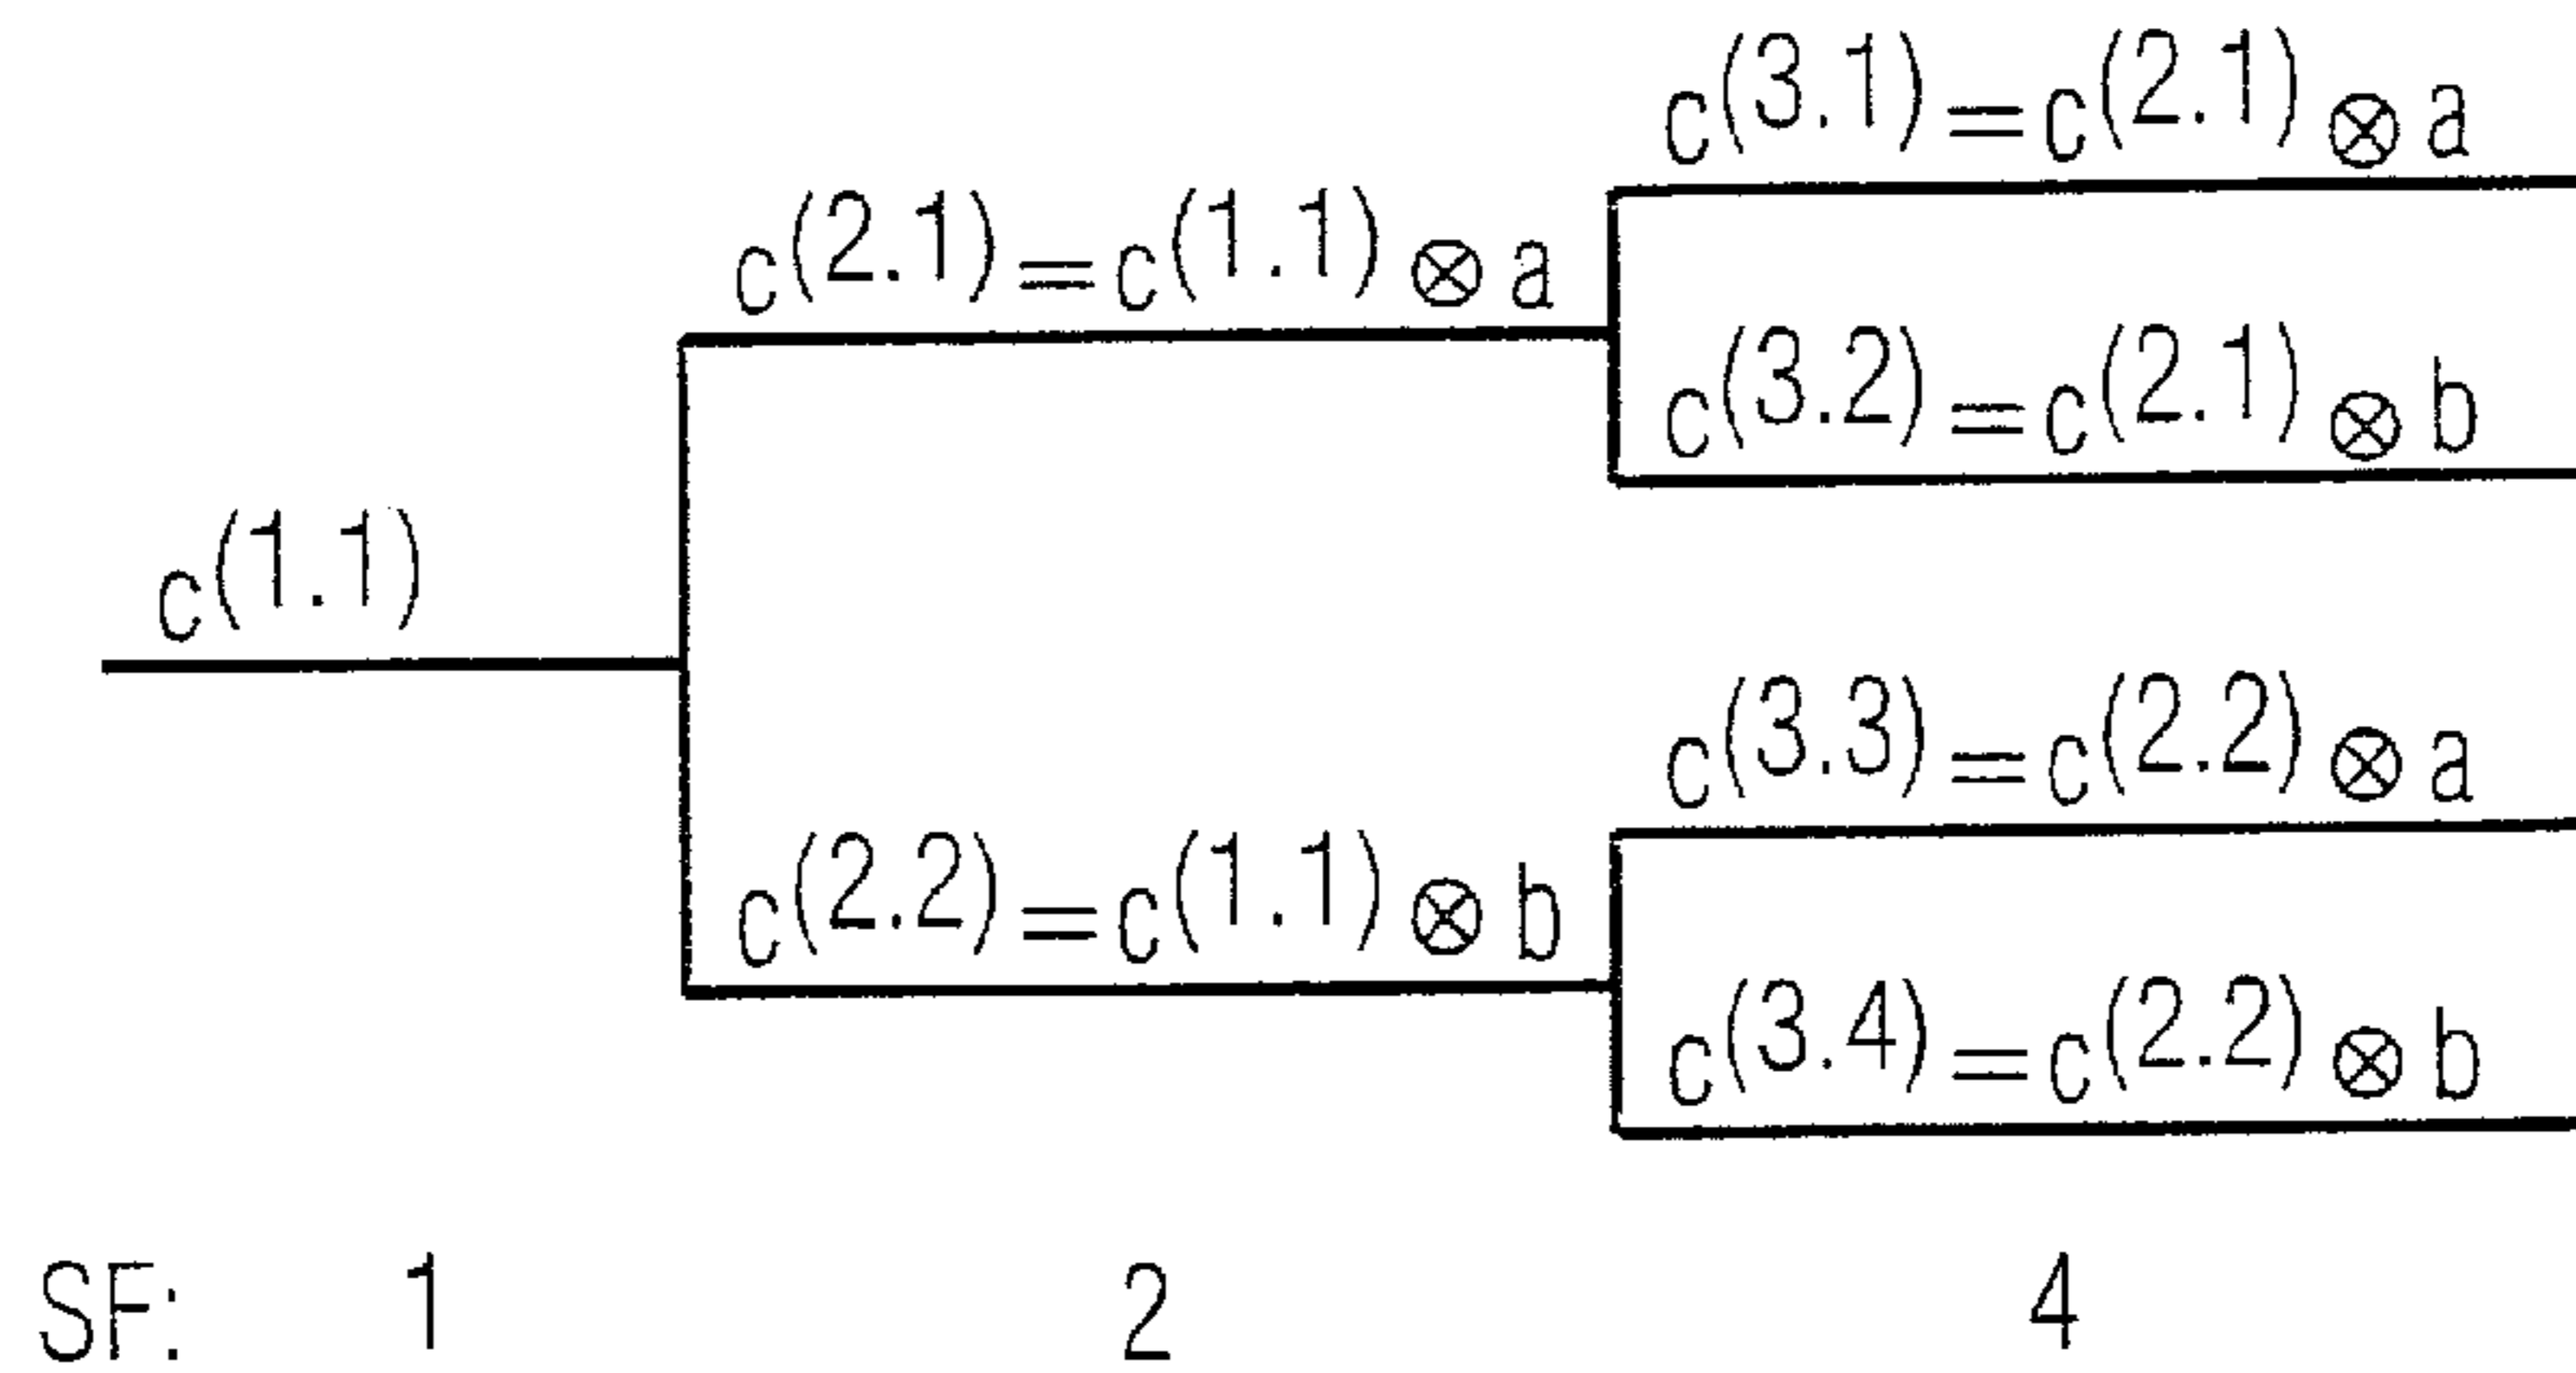 c(3.1)=c(2.1)⊗a
c(2.1)=c(1.1)⊗a
c(3.2)=c(2.1)⊗b
c(1.1)
c(3.3)=c(2.2)⊗a
c(2.2)=c(1.1)⊗b
c(3.4)=c(2.2)⊗b
SF: 1 2 4